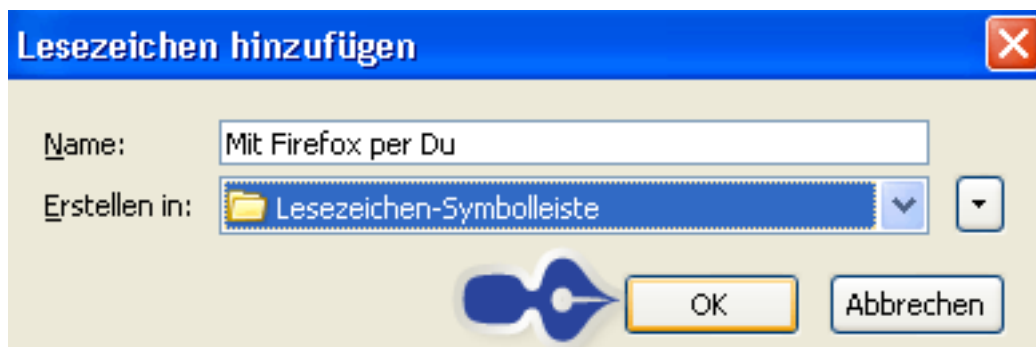 Lesezeichen hinzufügen
Name: Mit Firefox per Du
Erstellen in: Lesezeichen-Symbolleiste
OK Abbrechen